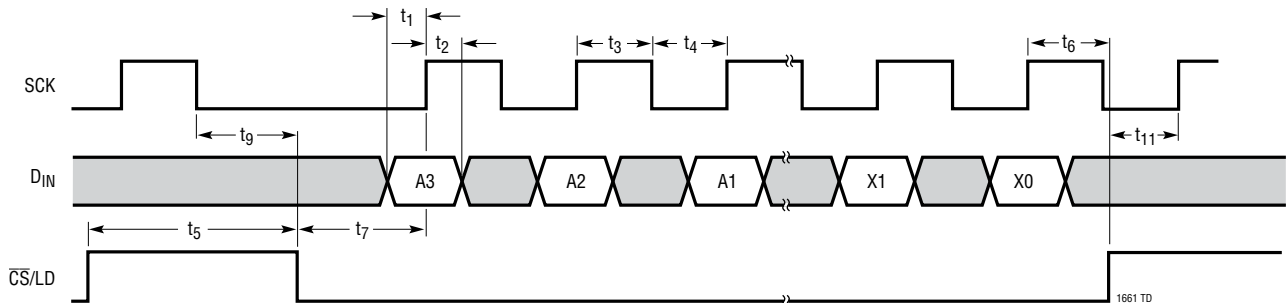 t1
t2
t3
t4
t6
SCK
t9
t11
DIN
A3
A2
A1
X1
X0
t5
t7
CS/LD
1661 TD